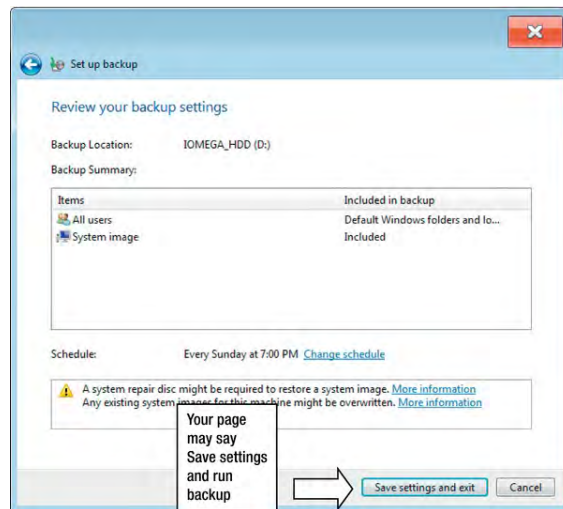 Set up backup
Review your backup settings
Backup Location: IOMEGA_HDD (D:)
Backup Summary:
Items Included in backup
All users Default Windows folders and lo...
System image Included
Schedule: Every Sunday at 7:00 PM Change schedule
A system repair disc might be required to restore a system image. More information
Any existing system images for this machine might be overwritten. More information
Your page
may say
Save settings
and run
backup
Save settings and exit Cancel